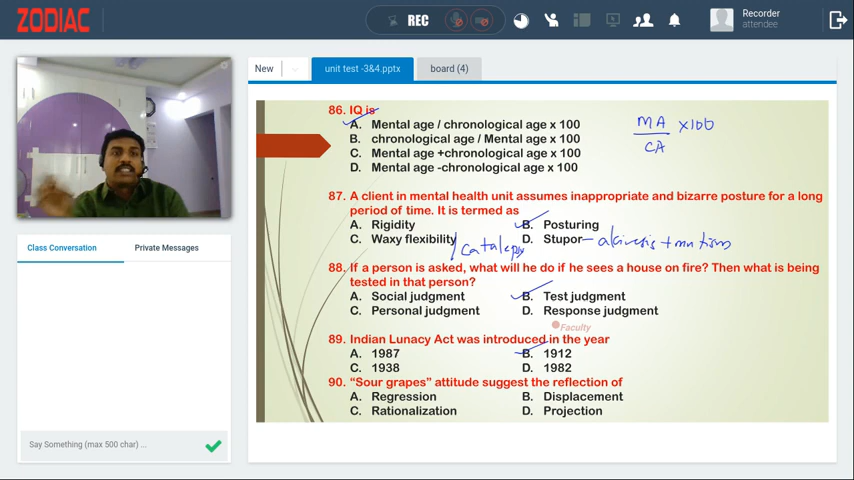 ZODIAC
REC
Recorder
attendee
New
unit test -3&4.pptx
board (4)
86. IQ is
A. Mental age / chronological age x 100
B. chronological age / Mental age x 100
C. Mental age +chronological age x 100
D. Mental age -chronological age x 100
MA
CA
x100
87. A client in mental health unit assumes inappropriate and bizarre posture for a long
period of time. It is termed as
A. Rigidity
B. Posturing
C. Waxy flexibility
/catalepsy
D. Stupor
- akinesis + mutism
88. If a person is asked, what will he do if he sees a house on fire? Then what is being
tested in that person?
A. Social judgment
B. Test judgment
C. Personal judgment
D. Response judgment
Faculty
89. Indian Lunacy Act was introduced in the year
A. 1987
B. 1912
C. 1938
D. 1982
90. “Sour grapes” attitude suggest the reflection of
A. Regression
B. Displacement
C. Rationalization
D. Projection
Class Conversation
Private Messages
Say Something (max 500 char) ...